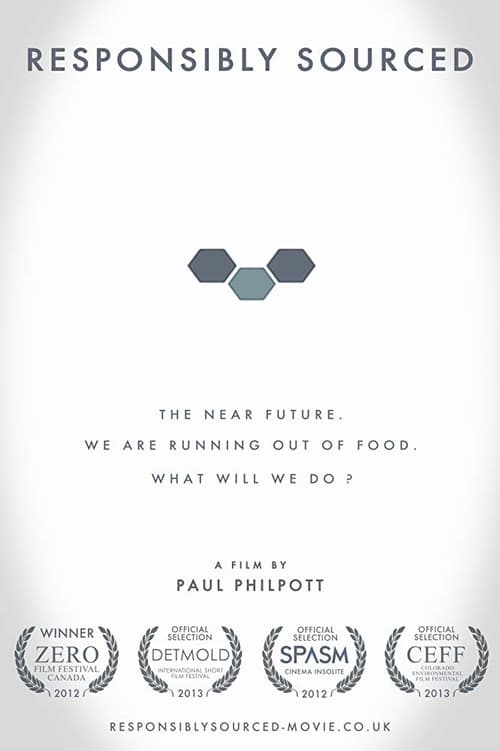 RESPONSIBLY SOURCED
THE NEAR FUTURE.
WE ARE RUNNING OUT OF FOOD.
WHAT WILL WE DO ?
A FILM BY
PAUL PHILPOTT
WINNER
ZERO
FILM FESTIVAL
CANADA
2012
OFFICIAL
SELECTION
DETMOLD
INTERNATIONAL SHORT
FILM FESTIVAL
2013
OFFICIAL
SELECTION
SPASM
CINEMA INSOLITE
2012
OFFICIAL
SELECTION
CEFF
COLORADO
ENVIRONMENTAL
FILM FESTIVAL
2013
RESPONSIBLYSOURCED-MOVIE.CO.UK